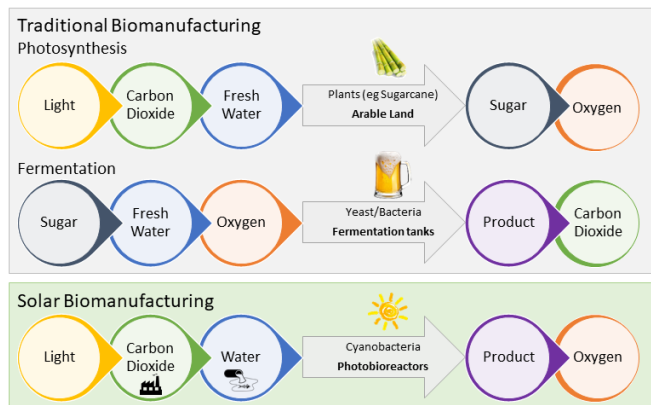 Traditional Biomanufacturing
Photosynthesis
Light
Carbon
Dioxide
Fresh
Water
Plants (eg Sugarcane)
Arable Land
Sugar
Oxygen
Fermentation
Sugar
Fresh
Water
Oxygen
Yeast/Bacteria
Fermentation tanks
Product
Carbon
Dioxide
Solar Biomanufacturing
Light
Carbon
Dioxide
Water
Cyanobacteria
Photobioreactors
Product
Oxygen